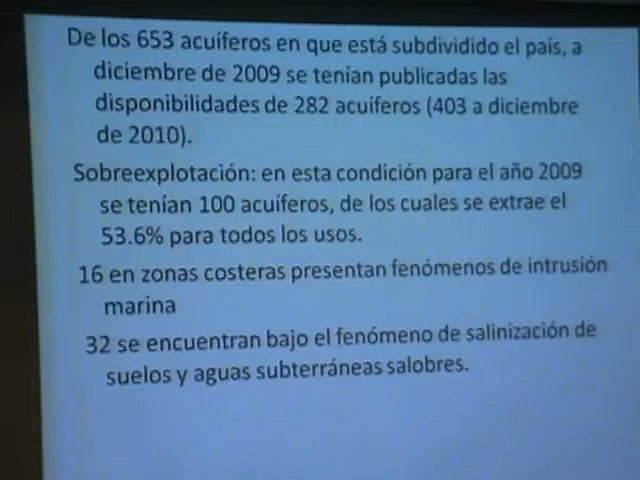 De los 653 acuíferos en que está subdividido el país, a
diciembre de 2009 se tenían publicadas las
disponibilidades de 282 acuíferos (403 a diciembre
de 2010).
Sobreexplotación: en esta condición para el año 2009
se tenían 100 acuíferos, de los cuales se extrae el
53.6% para todos los usos.
16 en zonas costeras presentan fenómenos de intrusión
marina
32 se encuentran bajo el fenómeno de salinización de
suelos y aguas subterráneas salobres.